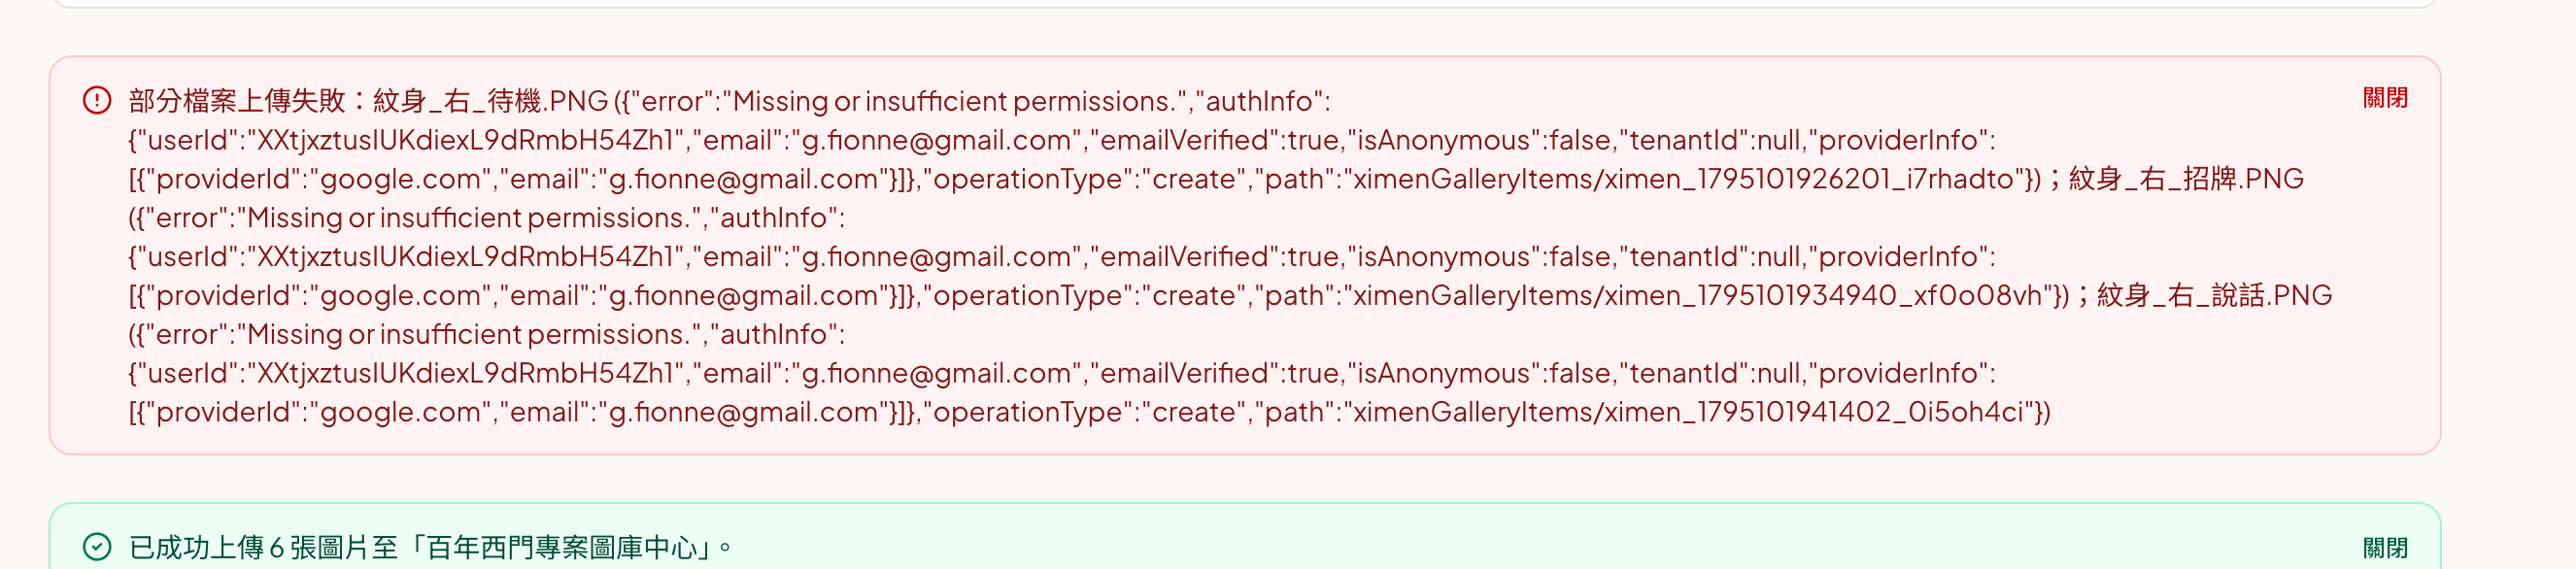 部分檔案上傳失敗：紋身_右_待機.PNG ({"error":"Missing or insufficient permissions.","authInfo":
關閉
{"userId":"XXtjxztusIUKdiexL9dRmbH54Zh1","email":"g.fionne@gmail.com","emailVerified":true,"isAnonymous":false,"tenantId":null,"providerInfo":
[{"providerId":"google.com","email":"g.fionne@gmail.com"}]},"operationType":"create","path":"ximenGalleryItems/ximen_1795101926201_i7rhadto"})；紋身_右_招牌.PNG
({"error":"Missing or insufficient permissions.","authInfo":
{"userId":"XXtjxztusIUKdiexL9dRmbH54Zh1","email":"g.fionne@gmail.com","emailVerified":true,"isAnonymous":false,"tenantId":null,"providerInfo":
[{"providerId":"google.com","email":"g.fionne@gmail.com"}]},"operationType":"create","path":"ximenGalleryItems/ximen_1795101934940_xf0o08vh"})；紋身_右_說話.PNG
({"error":"Missing or insufficient permissions.","authInfo":
{"userId":"XXtjxztusIUKdiexL9dRmbH54Zh1","email":"g.fionne@gmail.com","emailVerified":true,"isAnonymous":false,"tenantId":null,"providerInfo":
[{"providerId":"google.com","email":"g.fionne@gmail.com"}]},"operationType":"create","path":"ximenGalleryItems/ximen_1795101941402_0i5oh4ci"})
已成功上傳 6 張圖片至「百年西門專案圖庫中心」。
關閉